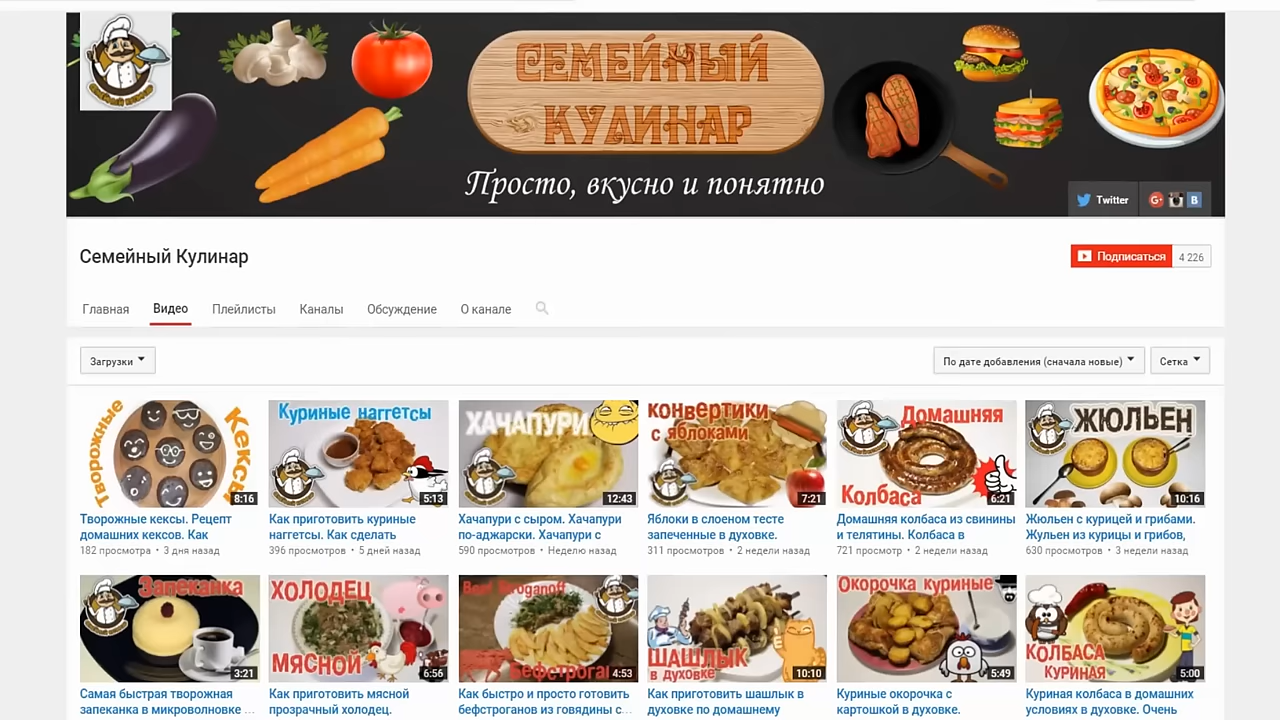 СЕМЕЙНЫЙ
КУЛИНАР
Просто, вкусно и понятно
Twitter
Семейный Кулинар
Подписаться 4 226
Главная Видео Плейлисты Каналы Обсуждение О канале
Загрузки
По дате добавления (сначала новые) Сетка
Творожные Кексы
8:16
Куриные наггетсы
5:13
ХАЧАПУРИ
12:43
конвертики
с яблоками
7:21
Домашняя
Колбаса
6:21
ЖЮЛЬЕН
10:16
Творожные кексы. Рецепт
домашних кексов. Как
182 просмотра • 3 дня назад
Как приготовить куриные
наггетсы. Как сделать
396 просмотров • 5 дней назад
Хачапури с сыром. Хачапури
по-аджарски. Хачапури с
590 просмотров • Неделю назад
Яблоки в слоеном тесте
запеченные в духовке.
311 просмотров • 2 недели назад
Домашняя колбаса из свинины
и телятины. Колбаса в
721 просмотр • 2 недели назад
Жюльен с курицей и грибами.
Жульен из курицы и грибов,
630 просмотров • 3 недели назад
Запеканка
3:21
ХОЛОДЕЦ
МЯСНОЙ
6:56
Beef Stroganoff
4:53
ШАШЛЫК
в духовке
10:10
Окорочка куриные
5:49
КОЛБАСА
КУРИНАЯ
5:00
Самая быстрая творожная
запеканка в микроволновке ...
Как приготовить мясной
прозрачный холодец.
Как быстро и просто готовить
бефстроганов из говядины с...
Как приготовить шашлык в
духовке по домашнему
Куриные окорочка с
картошкой в духовке.
Куриная колбаса в домашних
условиях в духовке. Очень